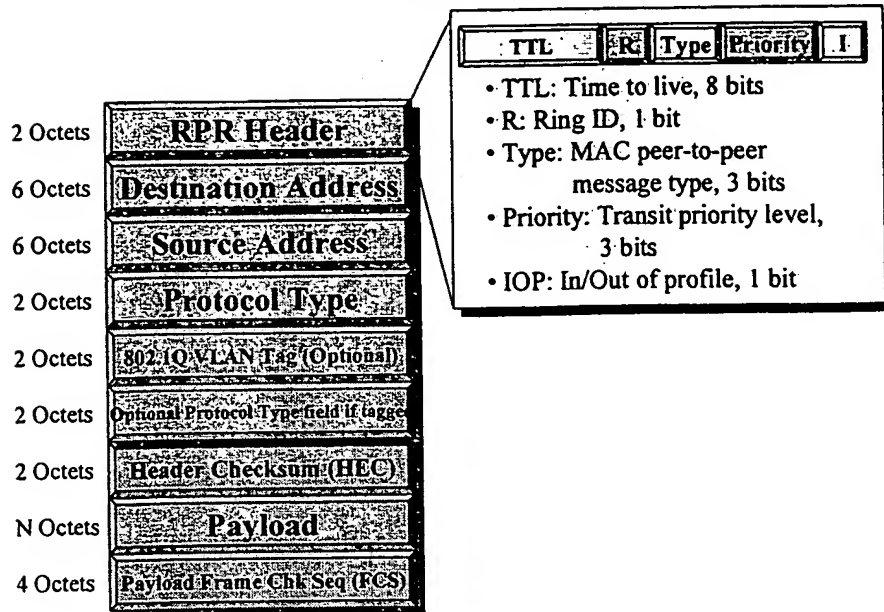 2 Octets RPR Header
6 Octets Destination Address
6 Octets Source Address
2 Octets Protocol Type
2 Octets 802.1Q VLAN Tag (Optional)
2 Octets Optional Protocol Type field if tagged
2 Octets Header Checksum (HEC)
N Octets Payload
4 Octets Payload Frame Chk Seq (FCS)
TTL R Type Priority I
• TTL: Time to live, 8 bits
• R: Ring ID, 1 bit
• Type: MAC peer-to-peer
message type, 3 bits
• Priority: Transit priority level,
3 bits
• IOP: In/Out of profile, 1 bit